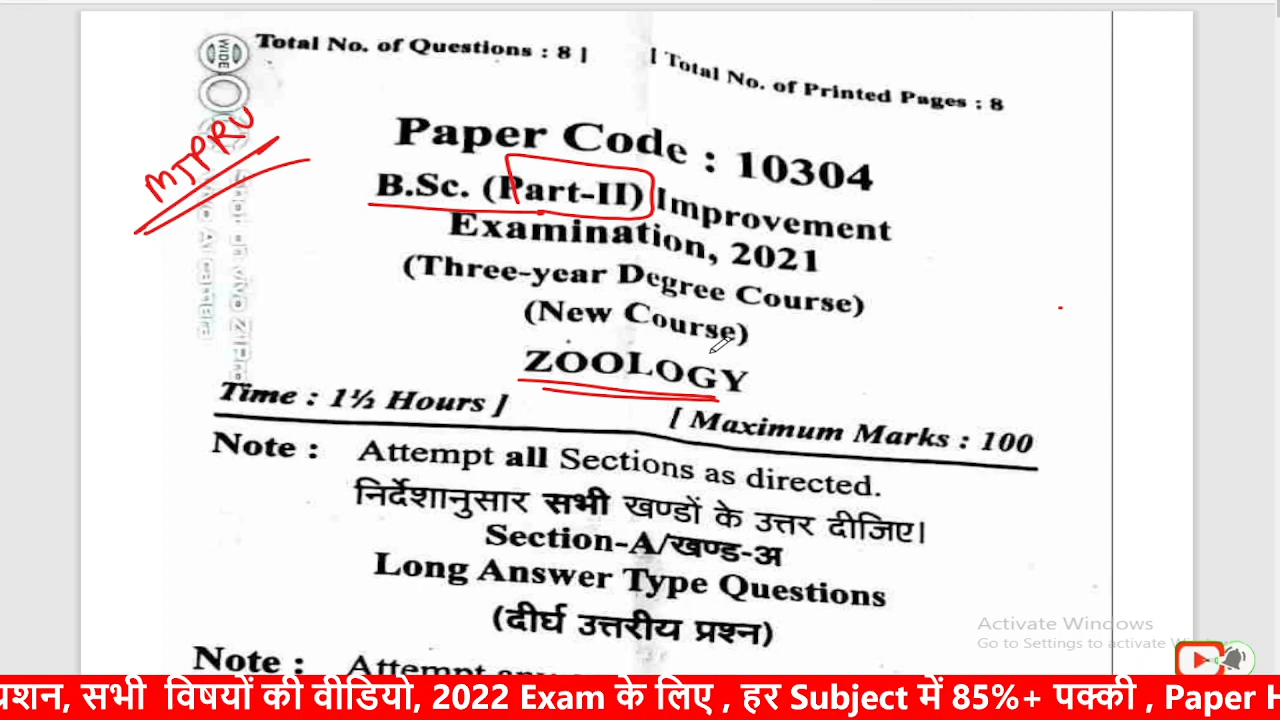 Total No. of Questions : 8 ]
[ Total No. of Printed Pages : 8
MJPRU
Paper Code : 10304
B.Sc. (Part-II) Improvement
Examination, 2021
(Three-year Degree Course)
(New Course)
ZOOLOGY
Time : 1½ Hours ]
[ Maximum Marks : 100
Note : Attempt all Sections as directed.
निर्देशानुसार सभी खण्डों के उत्तर दीजिए।
Section-A/खण्ड-अ
Long Answer Type Questions
(दीर्घ उत्तरीय प्रश्न)
Note : Attempt any
Activate Windows
Go to Settings to activate
प्रशन, सभी विषयों की वीडियो, 2022 Exam के लिए , हर Subject में 85%+ पक्की , Paper H
WIDE